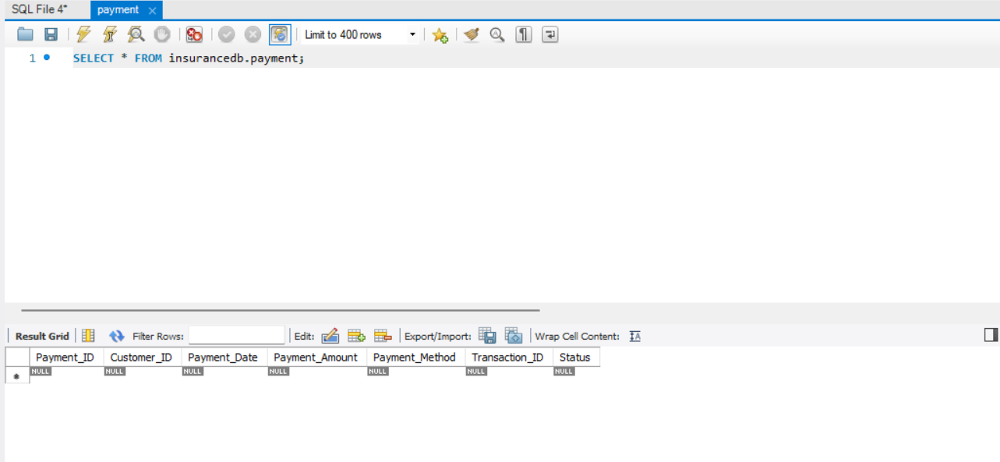 SQL File 4* payment ×
Limit to 400 rows
1 SELECT * FROM insurancedb.payment;
Result Grid Filter Rows: Edit: Export/Import: Wrap Cell Content: IA
Payment_ID Customer_ID Payment_Date Payment_Amount Payment_Method Transaction_ID Status
* NULL NULL NULL NULL NULL NULL NULL